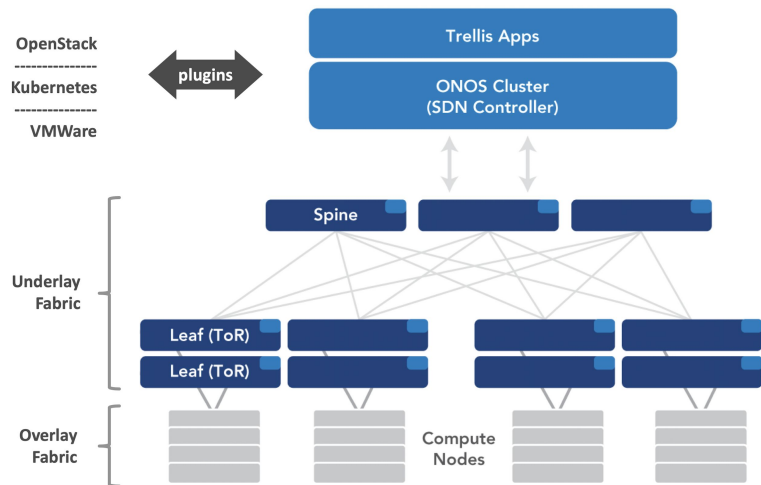 OpenStack
---------------
Kubernetes
---------------
VMWare
plugins
Trellis Apps
ONOS Cluster
(SDN Controller)
Spine
Underlay
Fabric
Leaf (ToR)
Leaf (ToR)
Overlay
Fabric
Compute
Nodes